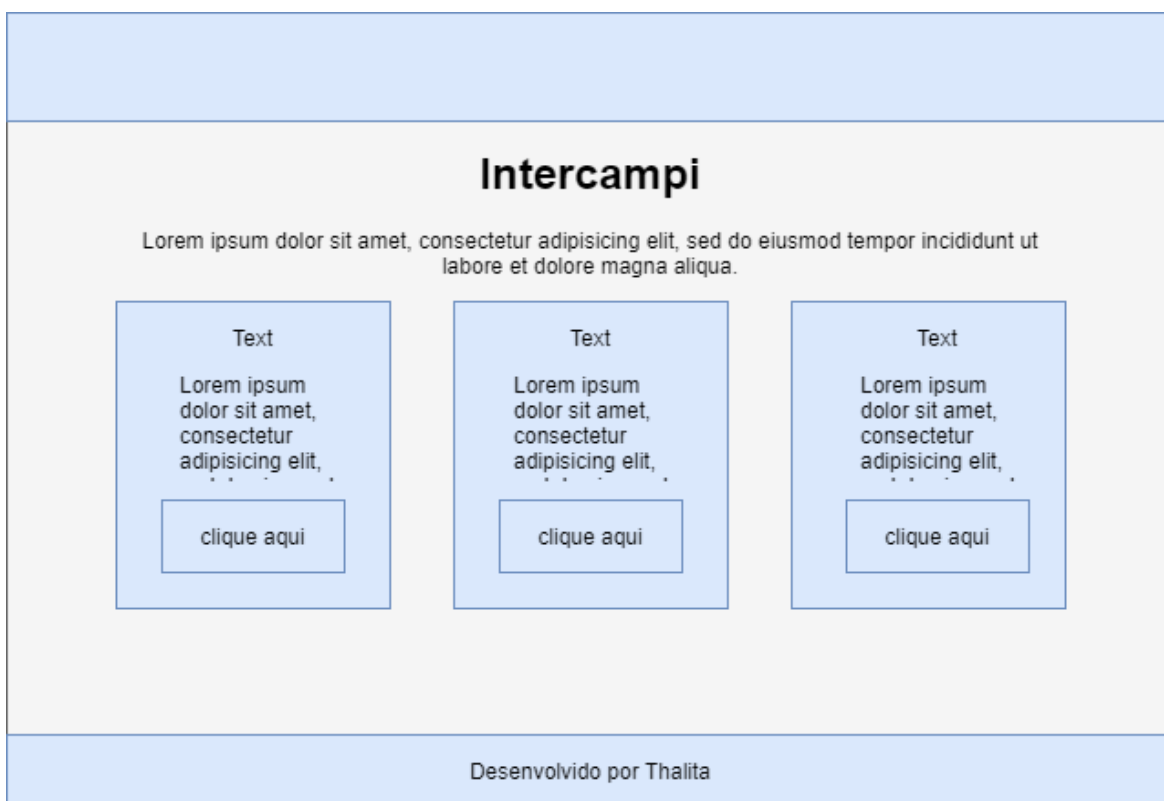 Intercampi
Lorem ipsum dolor sit amet, consectetur adipisicing elit, sed do eiusmod tempor incididunt ut
labore et dolore magna aliqua.
Text
Lorem ipsum
dolor sit amet,
consectetur
adipisicing elit,
clique aqui
Text
Lorem ipsum
dolor sit amet,
consectetur
adipisicing elit,
clique aqui
Text
Lorem ipsum
dolor sit amet,
consectetur
adipisicing elit,
clique aqui
Desenvolvido por Thalita